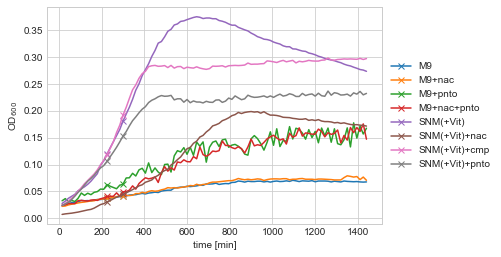 0.35
0.30
0.25
0.20
0.15
0.10
0.05
0.00
OD₆₀₀
0 200 400 600 800 1000 1200 1400
time [min]
M9
M9+nac
M9+pnto
M9+nac+pnto
SNM(+Vit)
SNM(+Vit)+nac
SNM(+Vit)+cmp
SNM(+Vit)+pnto